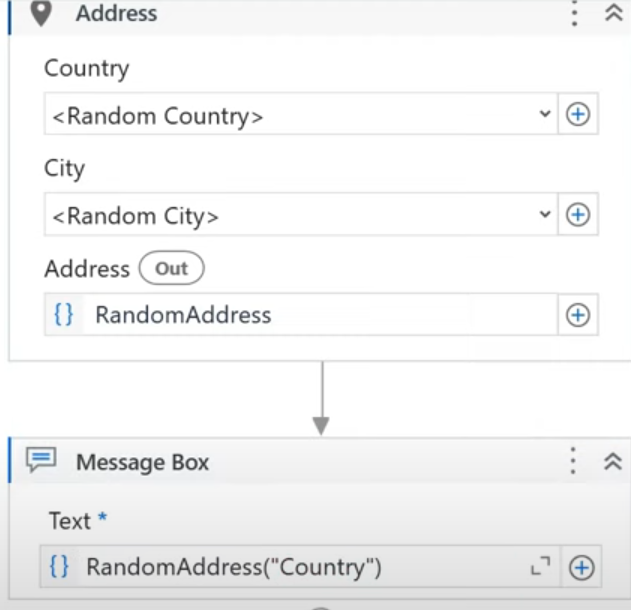 Address
Country
<Random Country>
City
<Random City>
Address Out
{} RandomAddress
Message Box
Text *
{} RandomAddress("Country")